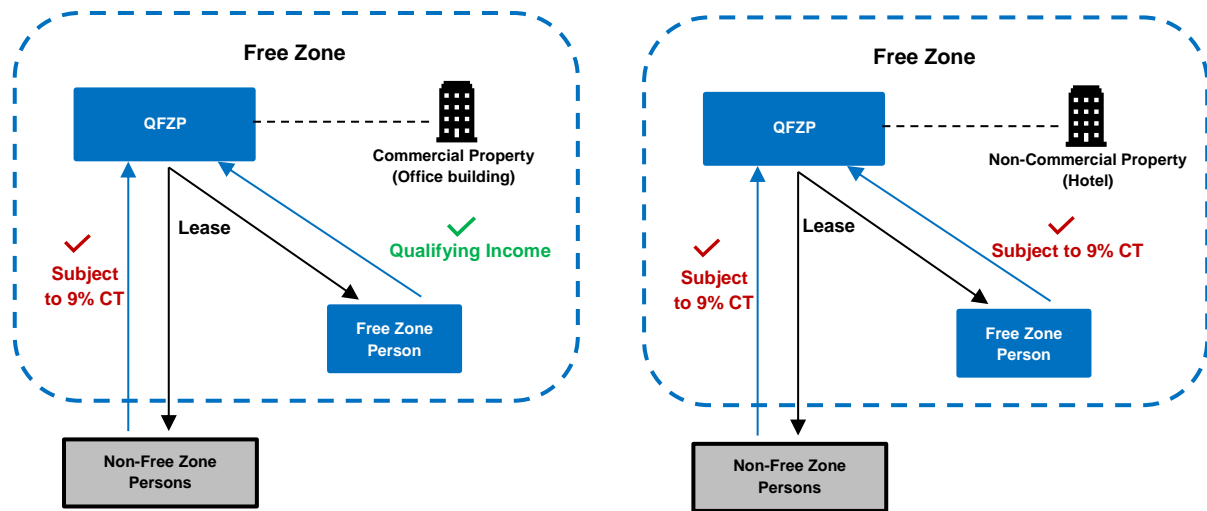 Free Zone
QFZP
Commercial Property
(Office building)
Lease
Qualifying Income
Subject
to 9% CT
Free Zone
Person
Non-Free Zone
Persons
Free Zone
QFZP
Non-Commercial Property
(Hotel)
Lease
Subject to 9% CT
Subject
to 9% CT
Free Zone
Person
Non-Free Zone
Persons